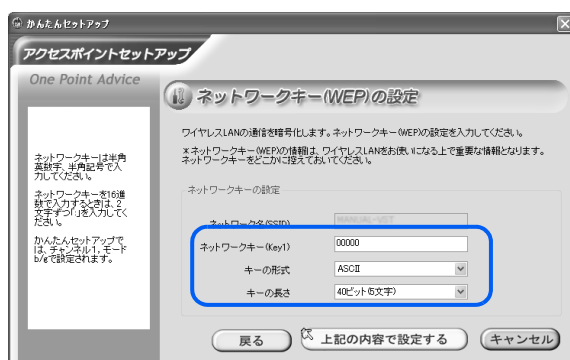 かんたんセットアップ
アクセスポイントセットアップ
One Point Advice
ネットワークキー(WEP)の設定
ワイヤレスLANの通信を暗号化します。ネットワークキー(WEP)の設定を入力してください。
※ネットワークキー(WEP)の情報は、ワイヤレスLANをお使いになる上で重要な情報となります。
ネットワークキーをどこかに控えておいてください。
ネットワークキーは半角
英数字、半角記号で入
力してください。
ネットワークキーを16進
数で入力するときは、2
文字ずつ「」を入力してく
ださい。
かんたんセットアップで
は、チャンネル1、モード
b/gで設定されます。
ネットワークキーの設定
ネットワーク名(SSID) MANUAL-VST
ネットワークキー(Key1) 00000
キーの形式 ASCII
キーの長さ 40ビット(5文字)
戻る 上記の内容で設定する キャンセル